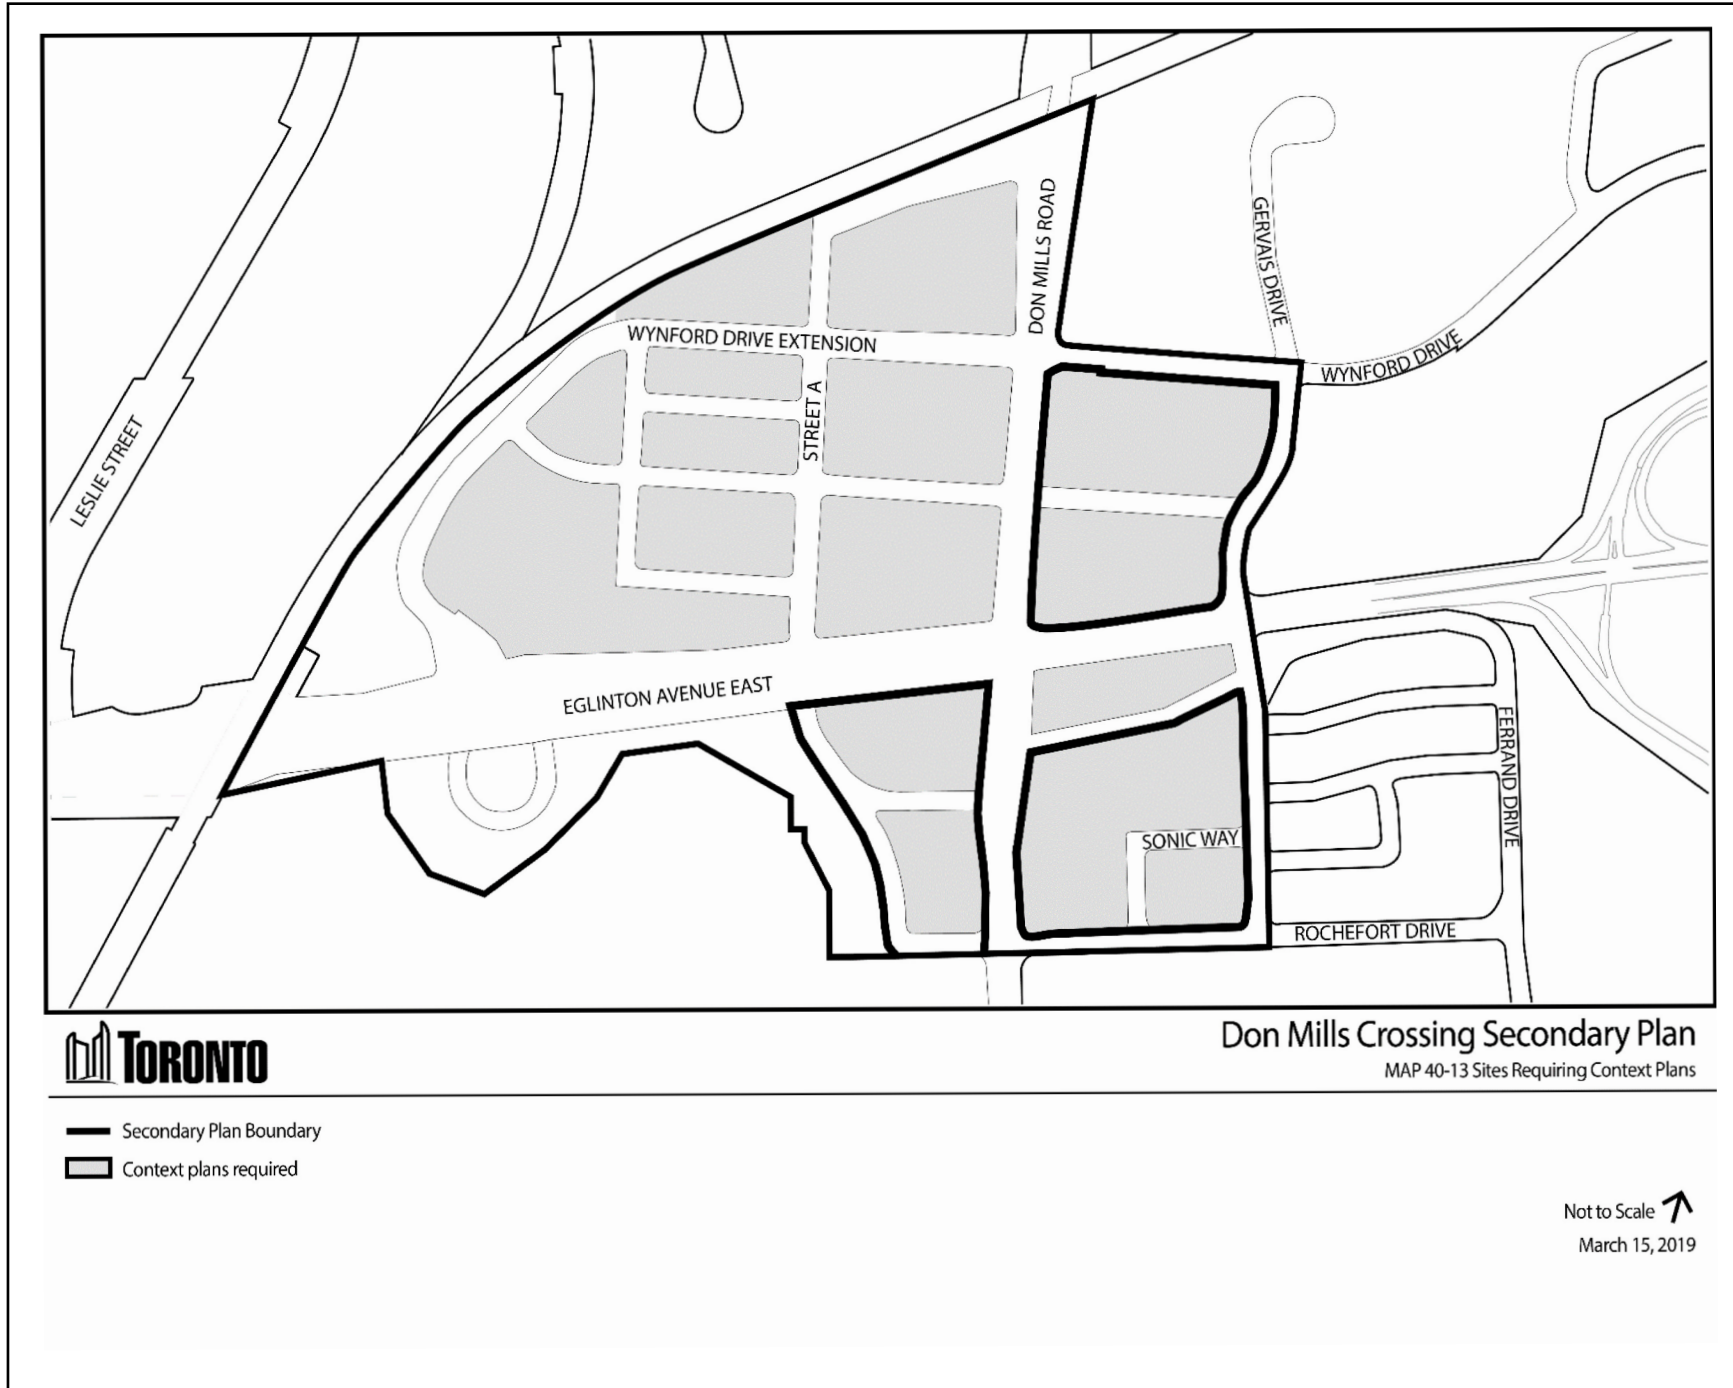 DON MILLS ROAD
GERVAIS DRIVE
WYNFORD DRIVE EXTENSION
WYNFORD DRIVE
STREET A
LESLIE STREET
EGLINTON AVENUE EAST
FERRAND DRIVE
SONIC WAY
ROCHEFORT DRIVE
TORONTO
Don Mills Crossing Secondary Plan
MAP 40-13 Sites Requiring Context Plans
Secondary Plan Boundary
Context plans required
Not to Scale
March 15, 2019